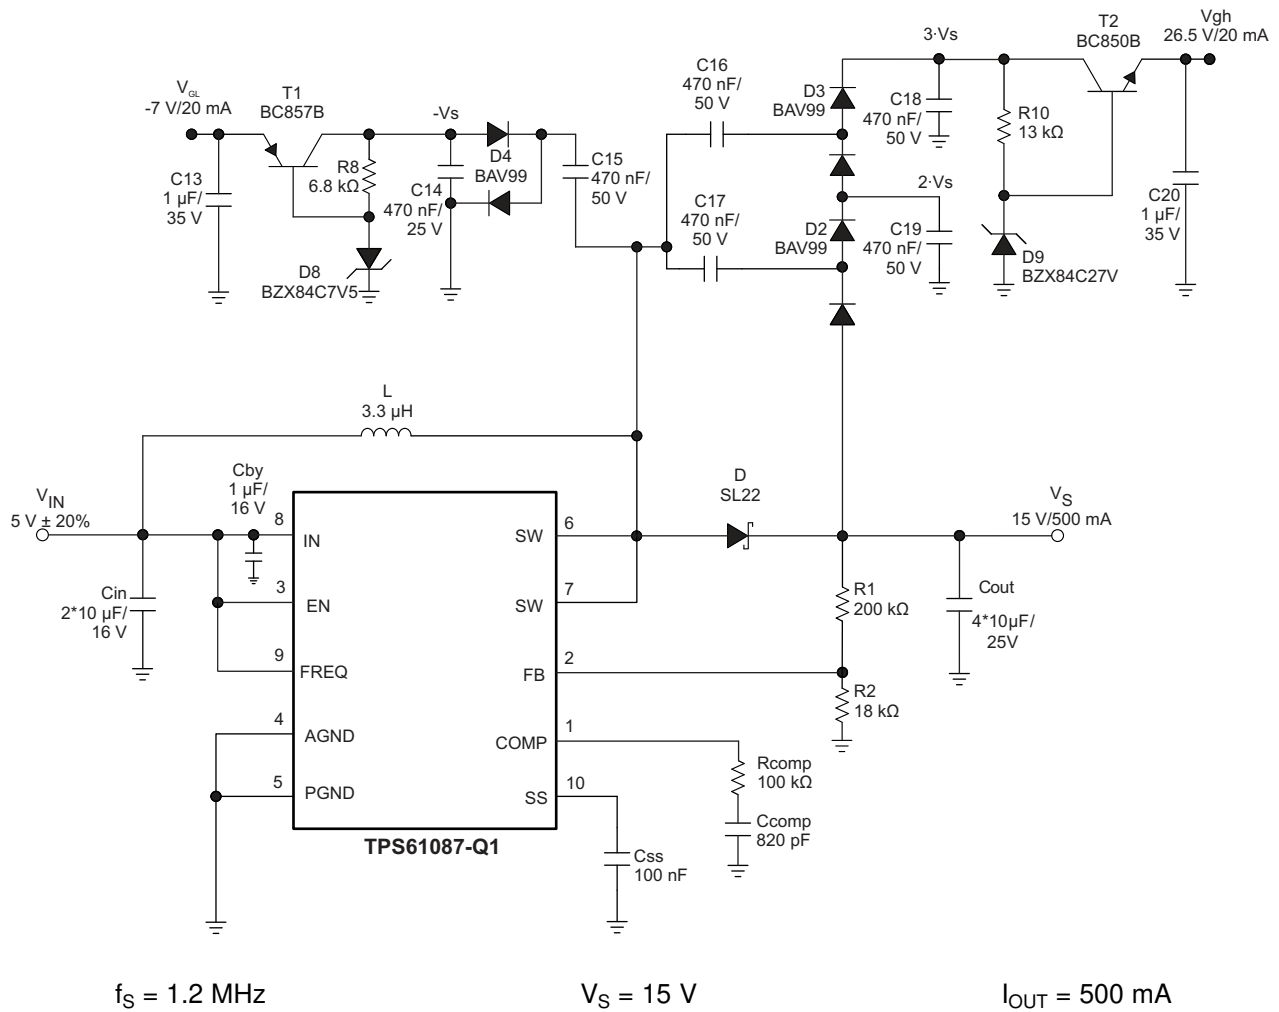 V_GL
-7 V/20 mA
T1
BC857B
C13
1 µF/
35 V
R8
6.8 kΩ
D8
BZX84C7V5
-Vs
C14
470 nF/
25 V
D4
BAV99
C15
470 nF/
50 V
C16
470 nF/
50 V
C17
470 nF/
50 V
D3
BAV99
D2
BAV99
3·Vs
C18
470 nF/
50 V
2·Vs
C19
470 nF/
50 V
R10
13 kΩ
D9
BZX84C27V
T2
BC850B
Vgh
26.5 V/20 mA
C20
1 µF/
35 V
L
3.3 µH
V_IN
5 V ± 20%
Cin
2*10 µF/
16 V
Cby
1 µF/
16 V
8
IN
3
EN
9
FREQ
4
AGND
5
PGND
6
SW
7
SW
2
FB
1
COMP
10
SS
TPS61087-Q1
D
SL22
V_S
15 V/500 mA
R1
200 kΩ
R2
18 kΩ
Cout
4*10µF/
25V
Rcomp
100 kΩ
Ccomp
820 pF
Css
100 nF
f_S = 1.2 MHz
V_S = 15 V
I_OUT = 500 mA